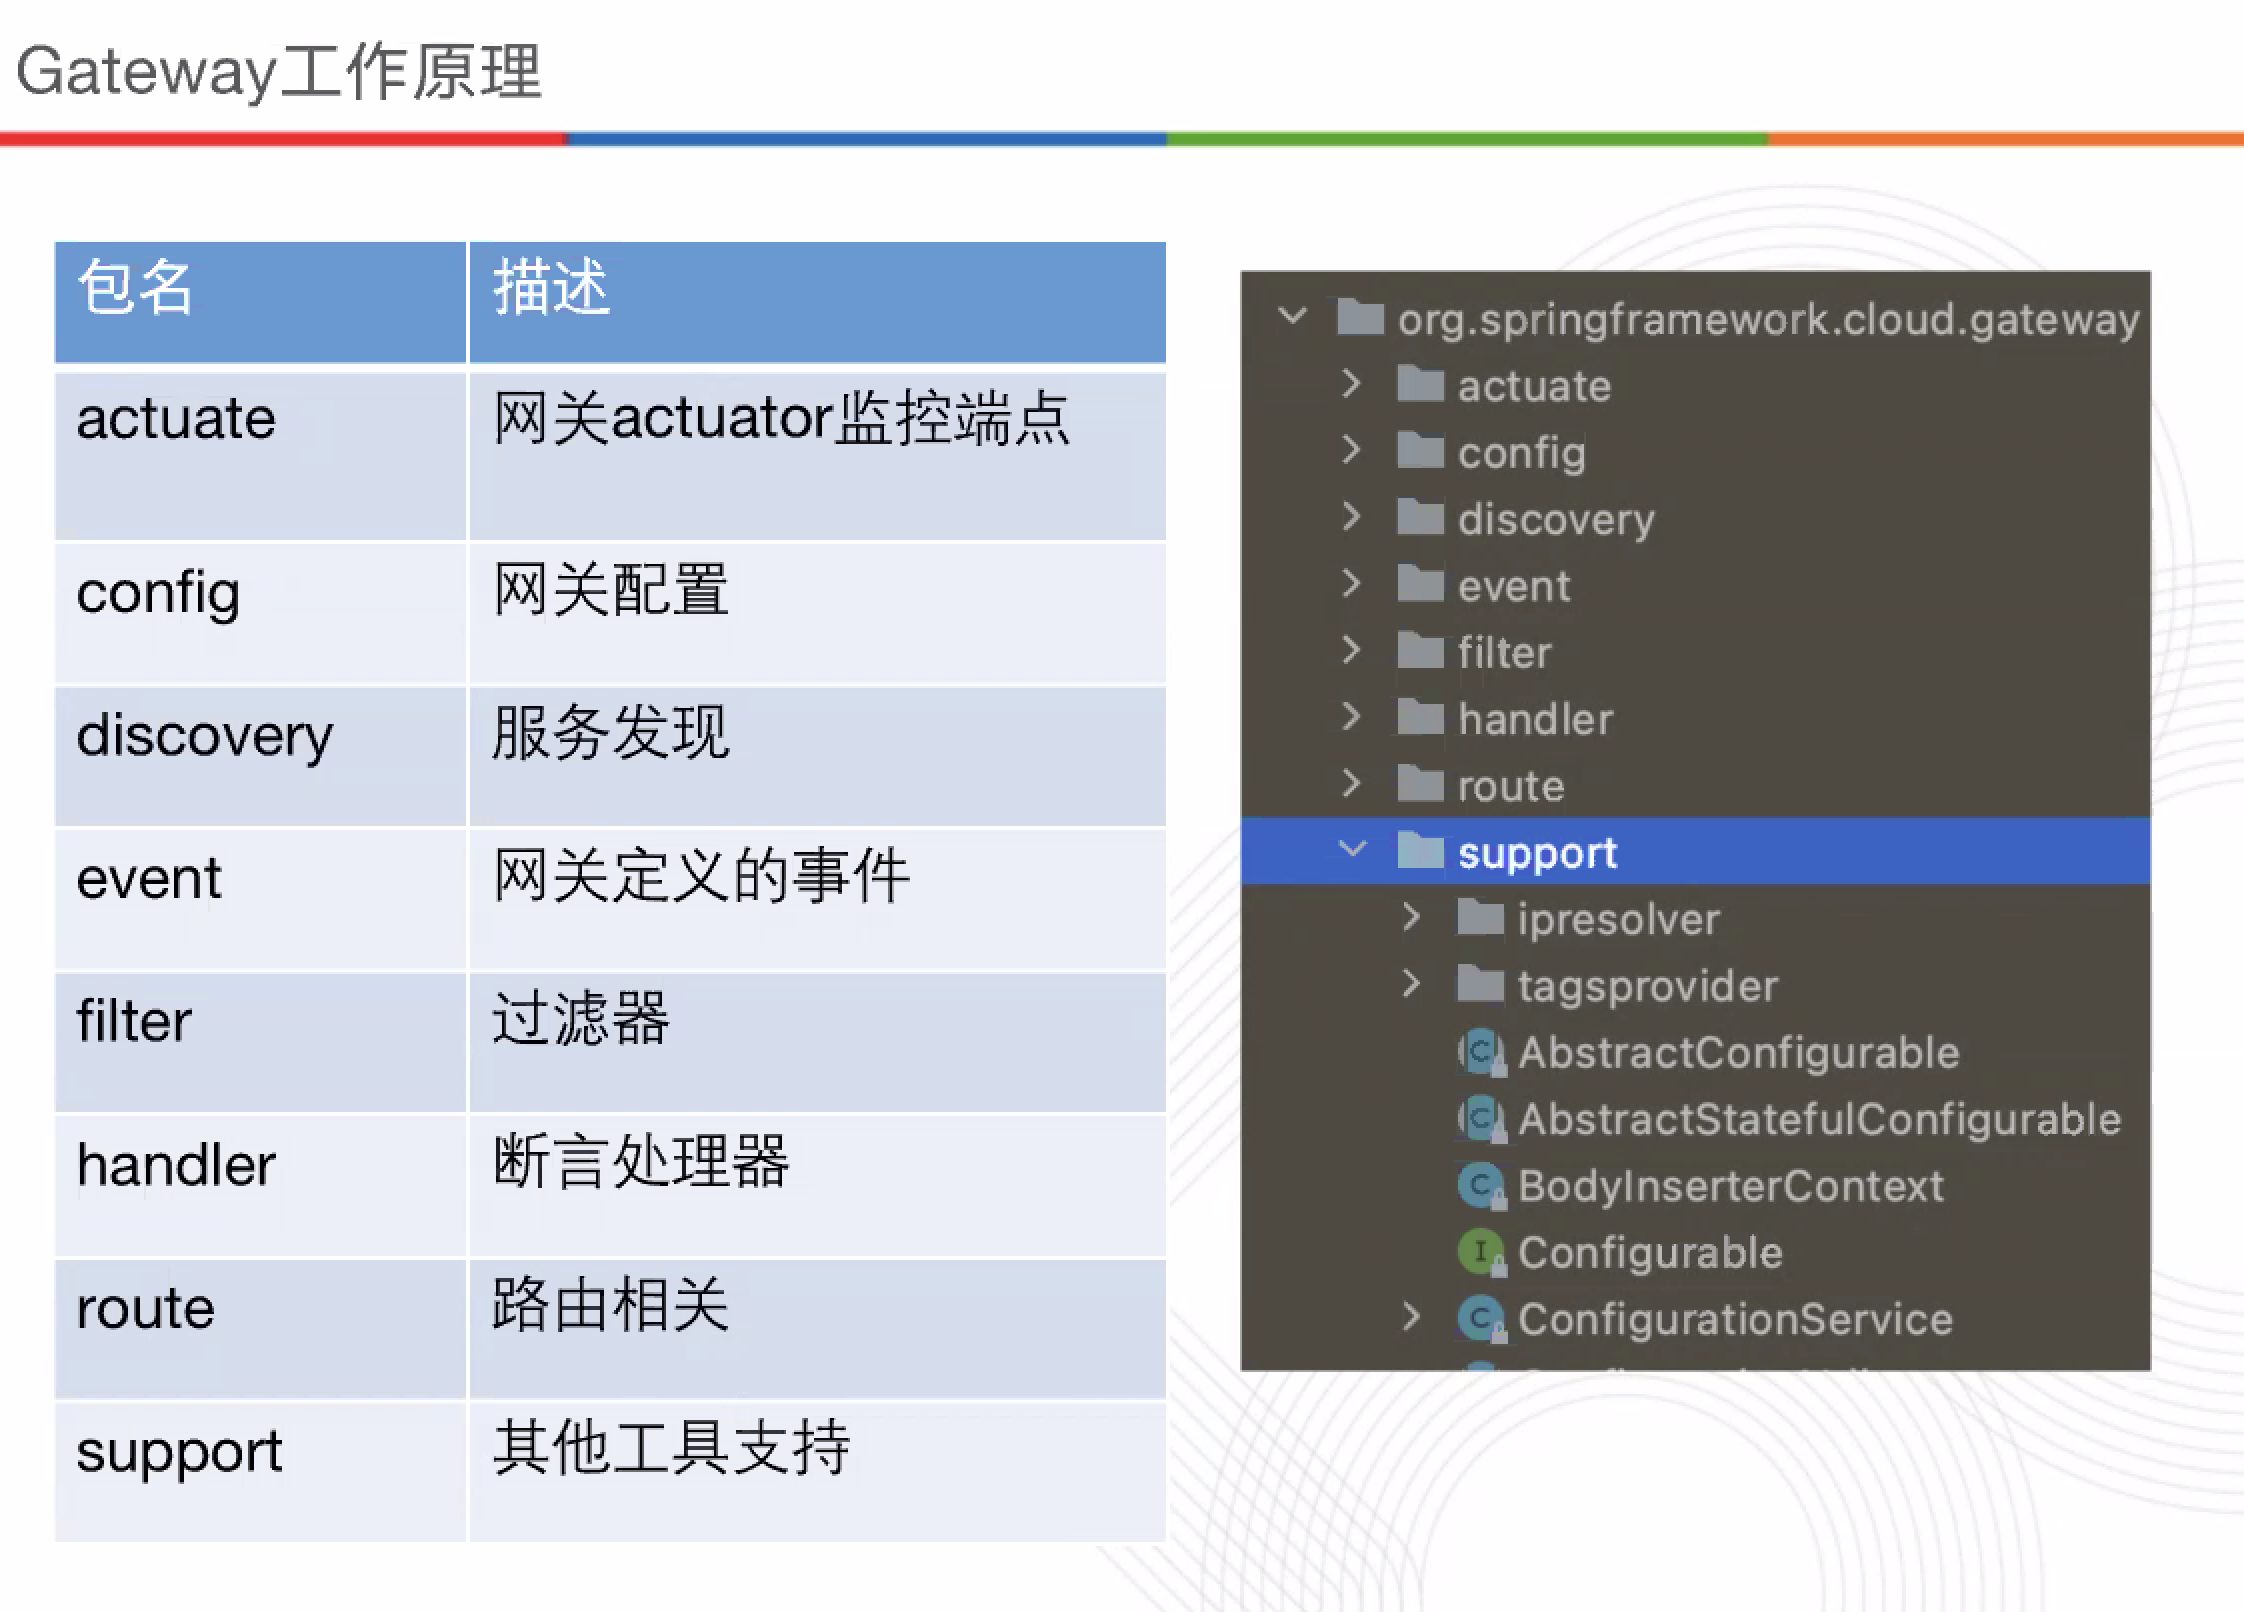 Gateway工作原理
包名 描述
actuate 网关actuator监控端点
config 网关配置
discovery 服务发现
event 网关定义的事件
filter 过滤器
handler 断言处理器
route 路由相关
support 其他工具支持
org.springframework.cloud.gateway
actuate
config
discovery
event
filter
handler
route
support
ipresolver
tagsprovider
AbstractConfigurable
AbstractStatefulConfigurable
BodyInserterContext
Configurable
ConfigurationService